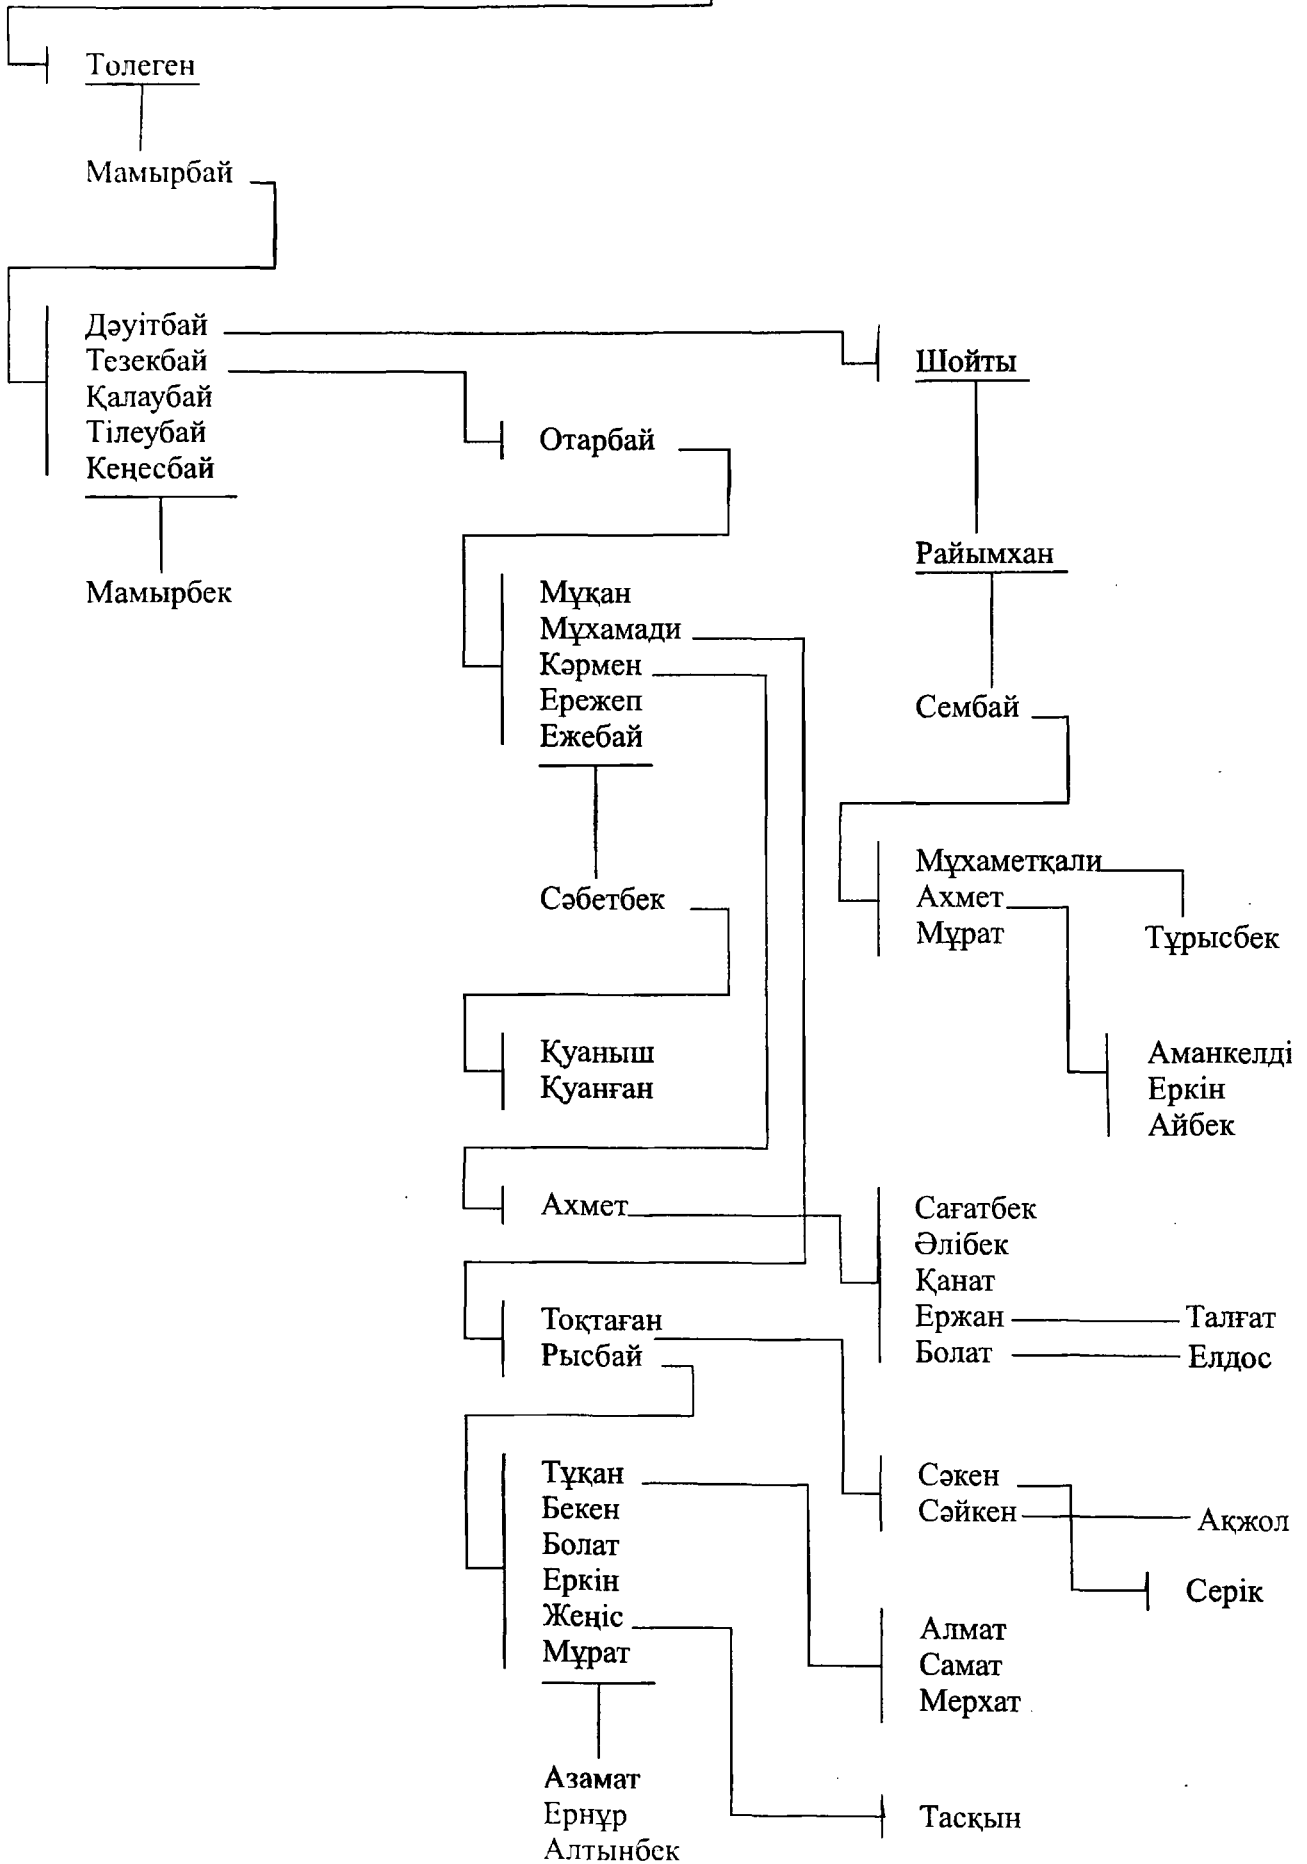 Толеген
Мамырбай
Дәуітбай
Тезекбай
Қалаубай
Тілеубай
Кеңесбай
Мамырбек
Отарбай
Мұқан
Мұхамади
Кәрмен
Ережеп
Ежебай
Сәбетбек
Қуаныш
Қуанған
Ахмет
Тоқтаған
Рысбай
Тұқан
Бекен
Болат
Еркін
Жеңіс
Мұрат
Азамат
Ернұр
Алтынбек
Шойты
Райымхан
Сембай
Мұхаметқали
Ахмет
Мұрат
Тұрысбек
Аманкелді
Еркін
Айбек
Сағатбек
Әлібек
Қанат
Ержан Талғат
Болат Елдос
Сәкен
Сәйкен Ақжол
Серік
Алмат
Самат
Мерхат
Тасқын